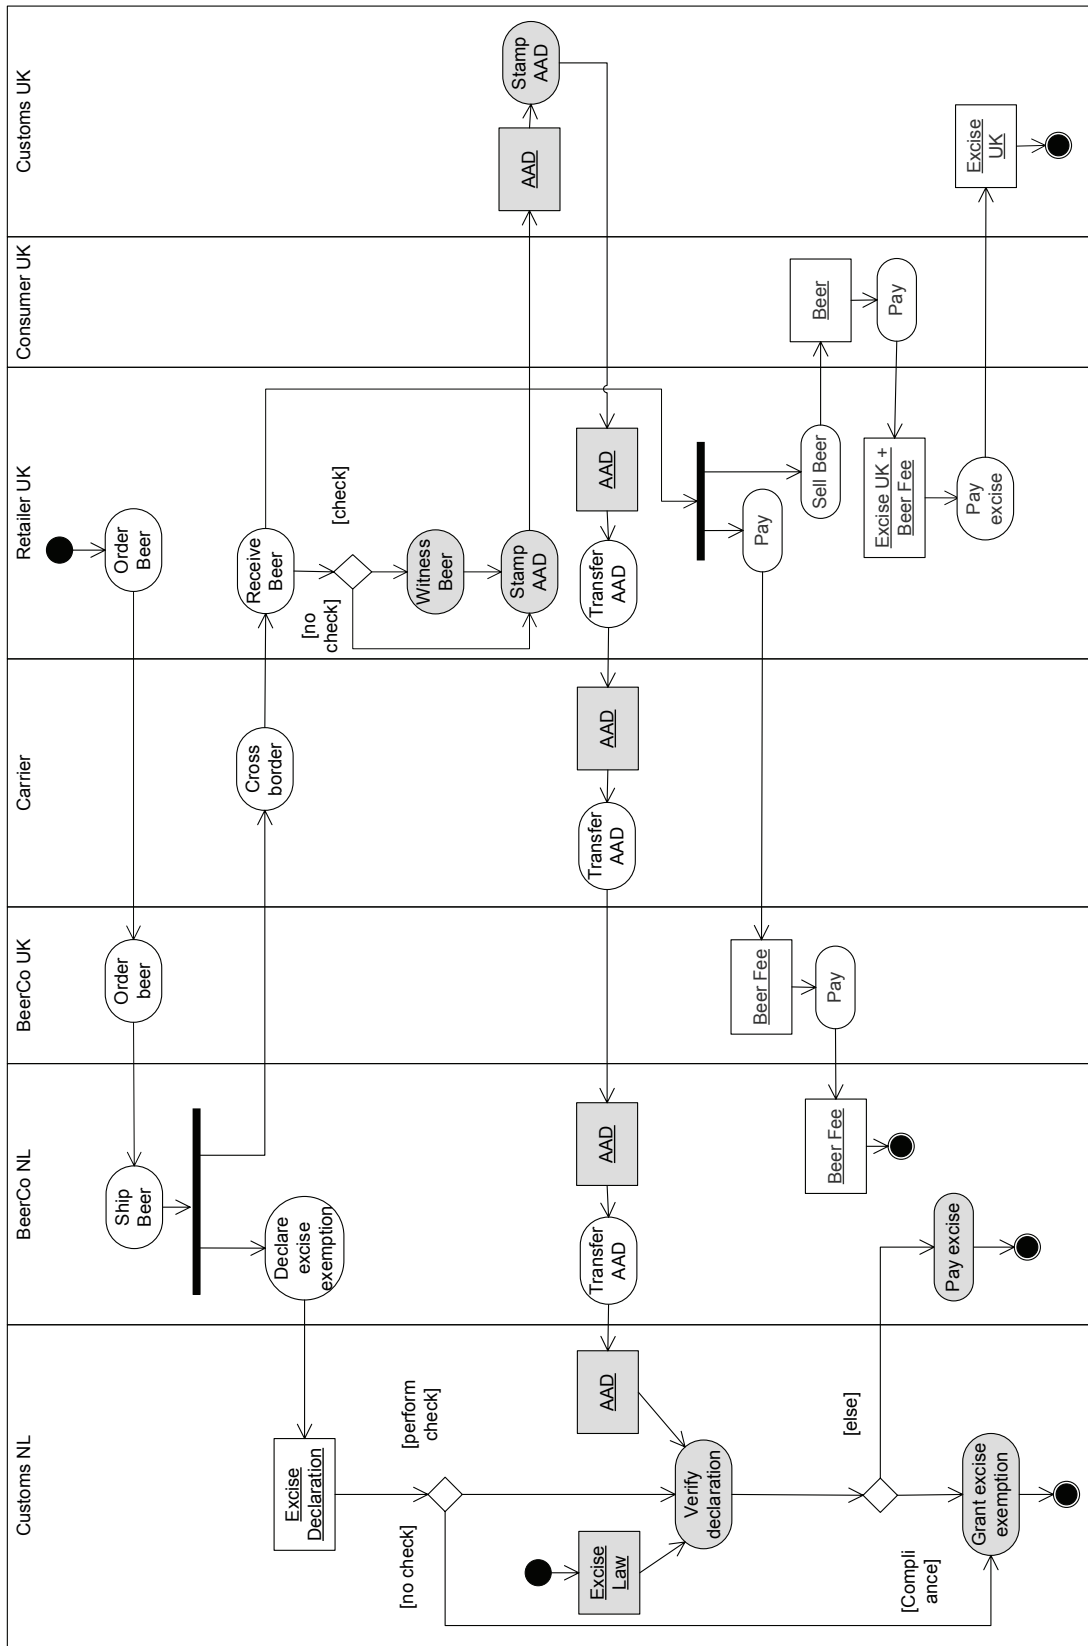 Customs UK
Consumer UK
Retailer UK
Carrier
BeerCo UK
BeerCo NL
Customs NL
Order
Beer
Order
beer
Ship
Beer
Declare
excise
exemption
Excise
Declaration
Cross
border
Receive
Beer
[check]
[no
check]
Witness
Beer
Stamp
AAD
AAD
Stamp
AAD
AAD
Transfer
AAD
AAD
Transfer
AAD
AAD
Transfer
AAD
AAD
[perform
check]
[no check]
Excise
Law
Verify
declaration
[else]
[Compli
ance]
Grant excise
exemption
Pay excise
Pay
Beer Fee
Pay
Beer Fee
Sell Beer
Beer
Pay
Excise UK +
Beer Fee
Pay
excise
Excise
UK